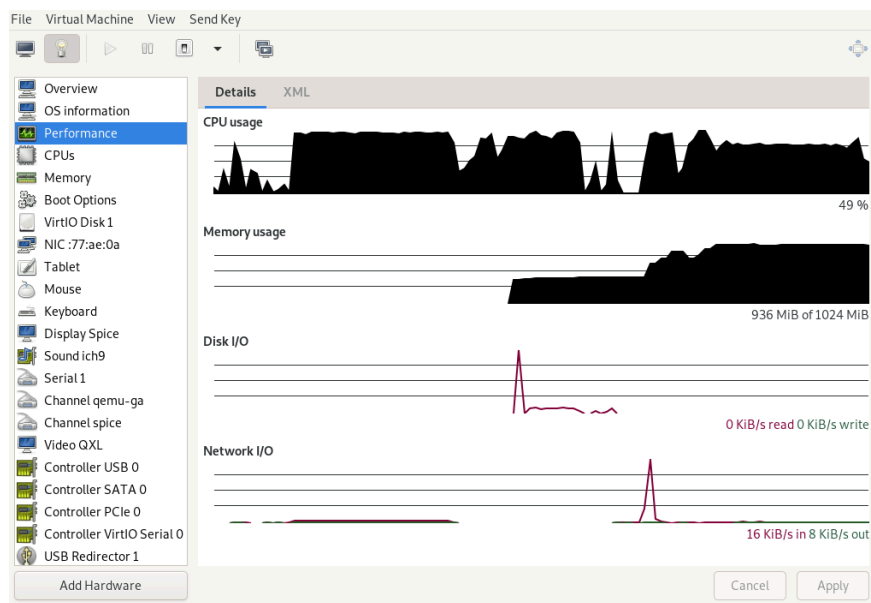 File Virtual Machine View Send Key
Overview
OS information
Performance
CPUs
Memory
Boot Options
VirtIO Disk 1
NIC :77:ae:0a
Tablet
Mouse
Keyboard
Display Spice
Sound ich9
Serial 1
Channel qemu-ga
Channel spice
Video QXL
Controller USB 0
Controller SATA 0
Controller PCIe 0
Controller VirtIO Serial 0
USB Redirector 1
Add Hardware
Details XML
CPU usage
49 %
Memory usage
936 MiB of 1024 MiB
Disk I/O
0 KiB/s read 0 KiB/s write
Network I/O
16 KiB/s in 8 KiB/s out
Cancel Apply